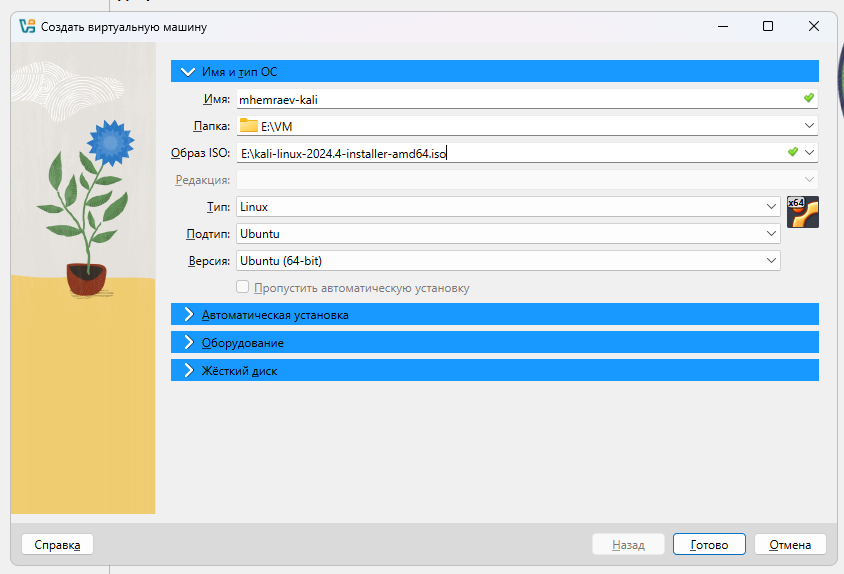 Создать виртуальную машину
Имя и тип ОС
Имя: mhemraev-kali
Папка: E:\VM
Образ ISO: E:\kali-linux-2024.4-installer-amd64.iso
Редакция:
Тип: Linux
x64
Подтип: Ubuntu
Версия: Ubuntu (64-bit)
Пропустить автоматическую установку
Автоматическая установка
Оборудование
Жёсткий диск
Справка Назад Готово Отмена